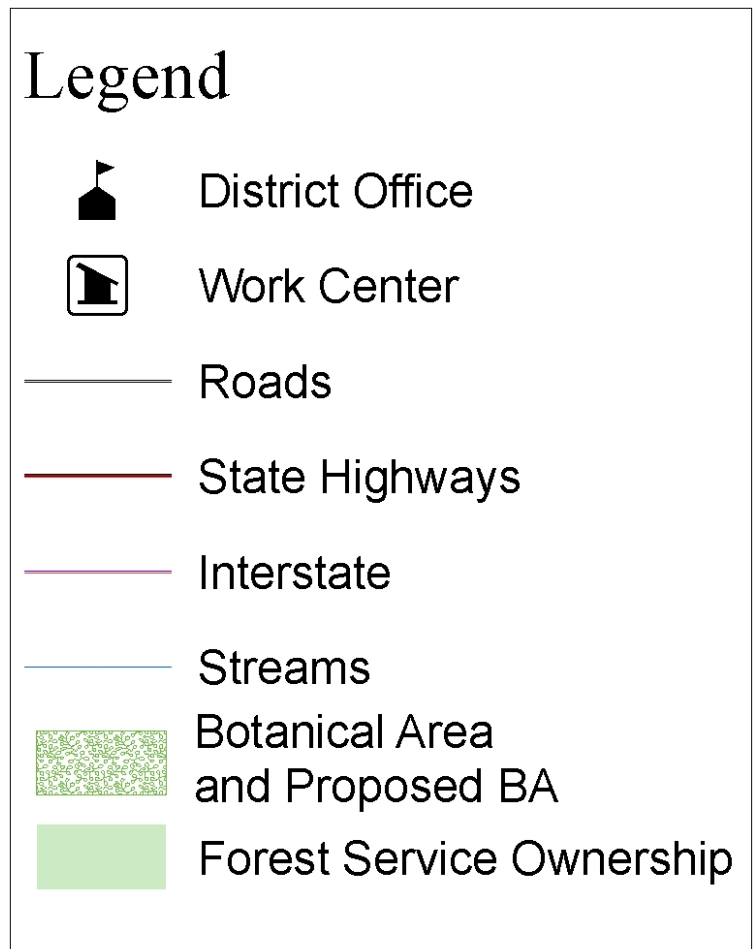 Legend
District Office
Work Center
Roads
State Highways
Interstate
Streams
Botanical Area
and Proposed BA
Forest Service Ownership